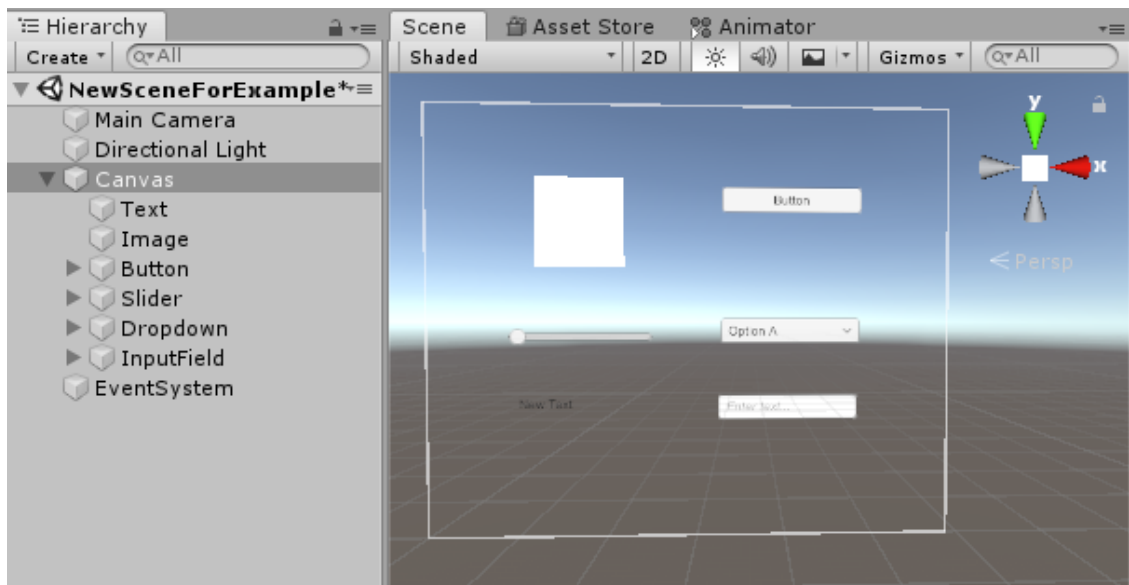 Hierarchy
Create All
NewSceneForExample*
Main Camera
Directional Light
Canvas
Text
Image
Button
Slider
Dropdown
InputField
EventSystem
Scene Asset Store Animator
Shaded 2D Gizmos All
y
x
Persp
Button
Option A
New Text
Enter text...